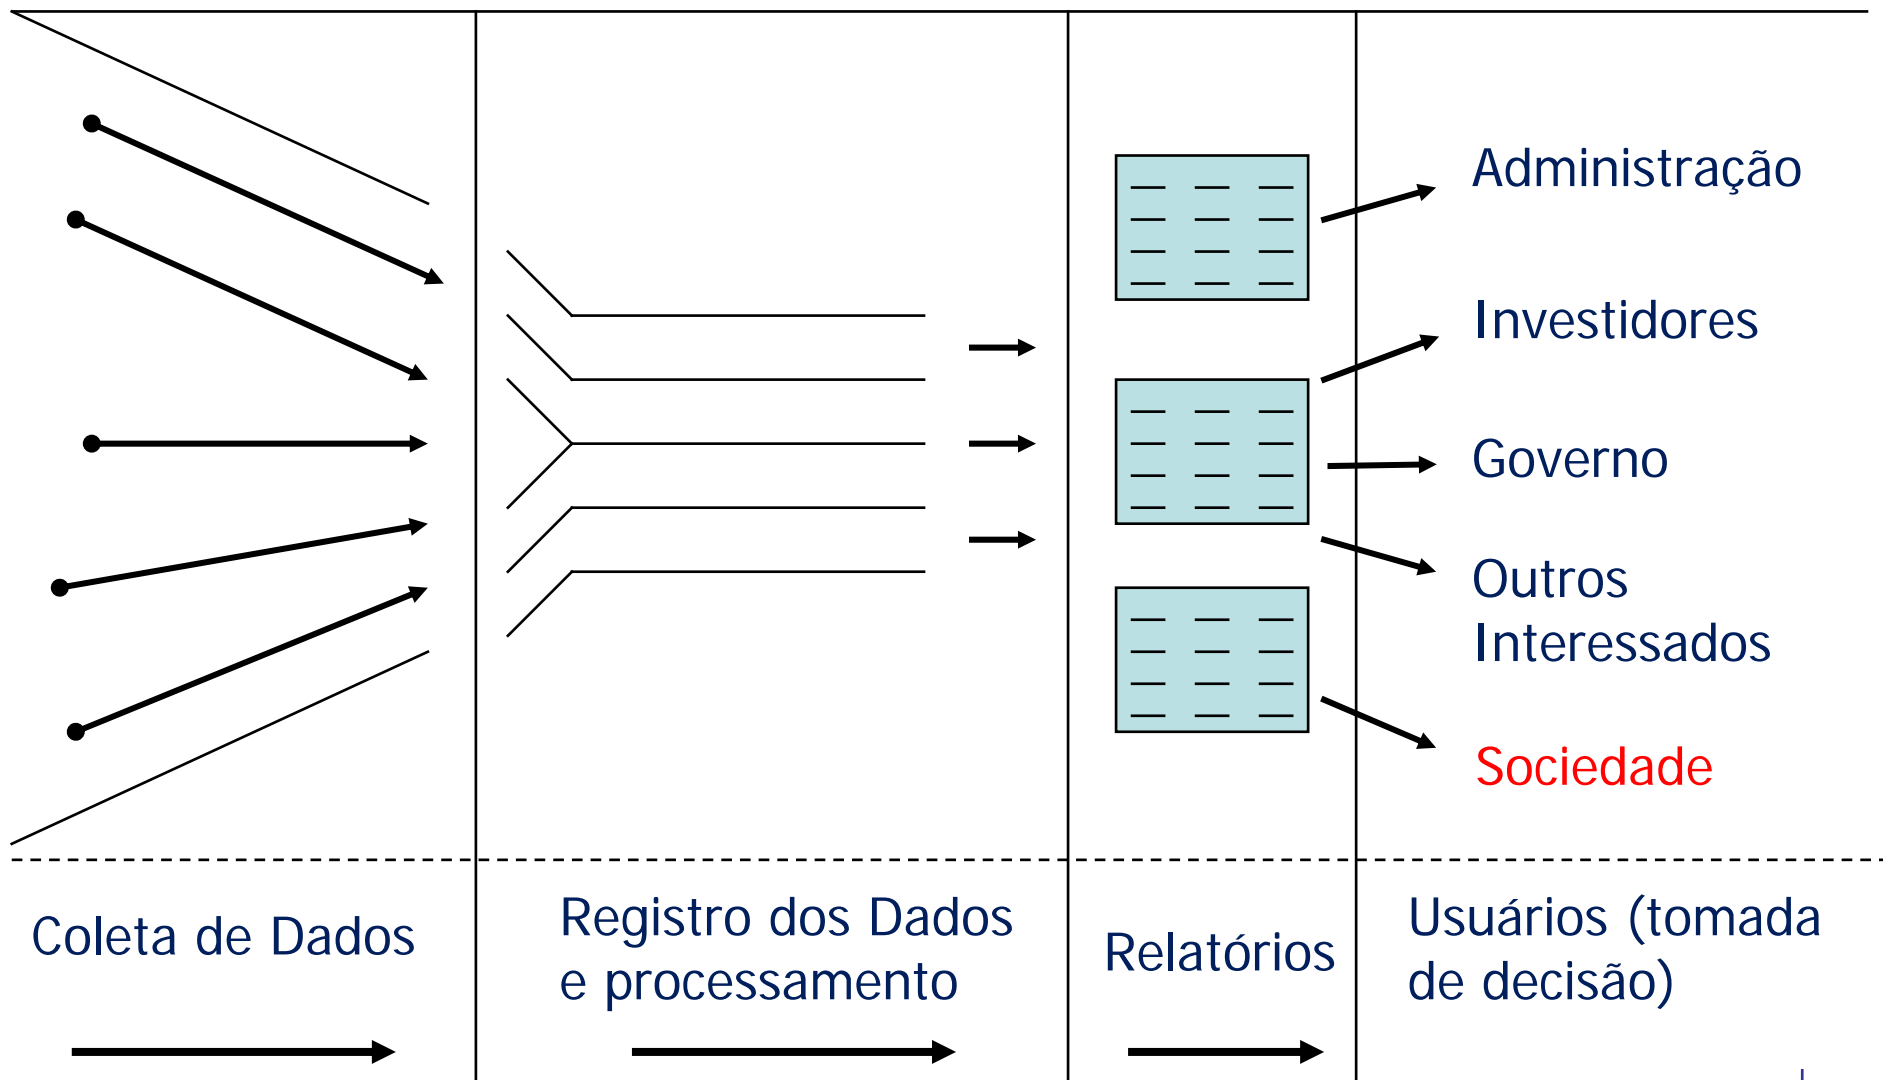 Administração
Investidores
Governo
Outros
Interessados
Sociedade
Coleta de Dados
Registro dos Dados
e processamento
Relatórios
Usuários (tomada
de decisão)